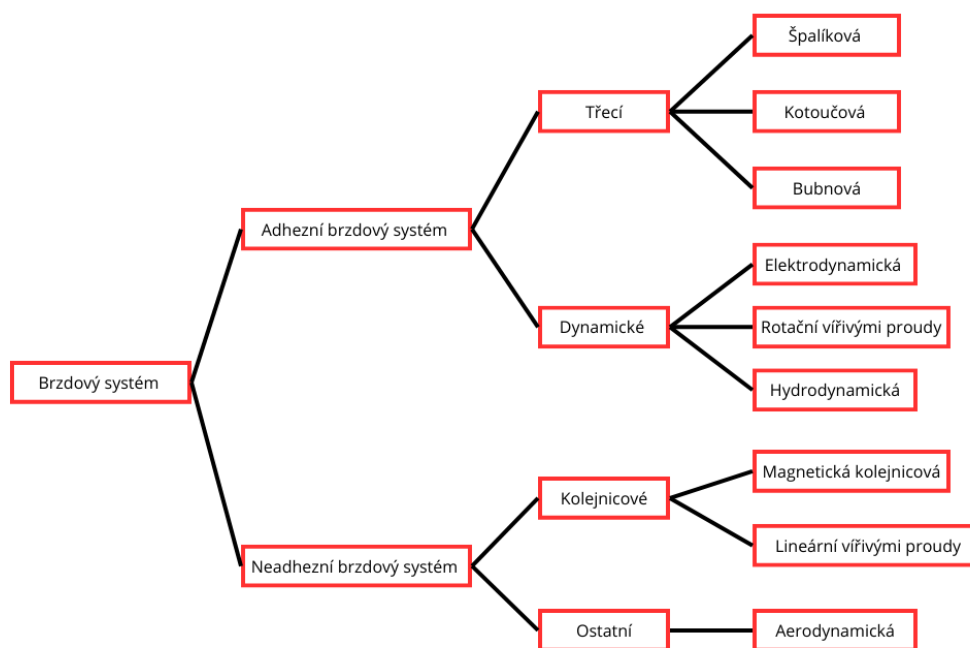 Brzdový systém
Adhezní brzdový systém
Třecí
Špalíková
Kotoučová
Bubnová
Dynamické
Elektrodynamická
Rotační vířivými proudy
Hydrodynamická
Neadhezní brzdový systém
Kolejnicové
Magnetická kolejnicová
Lineární vířivými proudy
Ostatní
Aerodynamická